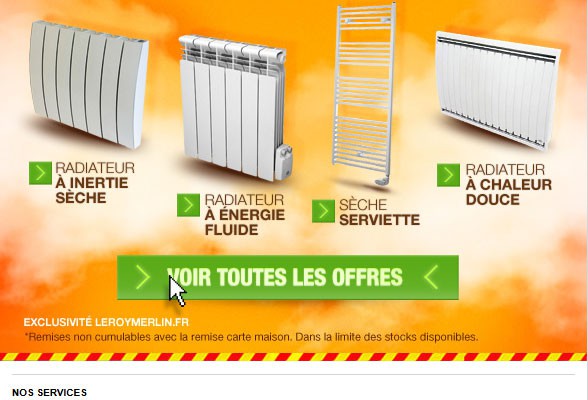 RADIATEUR
À INERTIE
SÈCHE
RADIATEUR
À ÉNERGIE
FLUIDE
SÈCHE
SERVIETTE
RADIATEUR
À CHALEUR
DOUCE
VOIR TOUTES LES OFFRES
EXCLUSIVITÉ LEROYMERLIN.FR
*Remises non cumulables avec la remise carte maison. Dans la limite des stocks disponibles.
NOS SERVICES